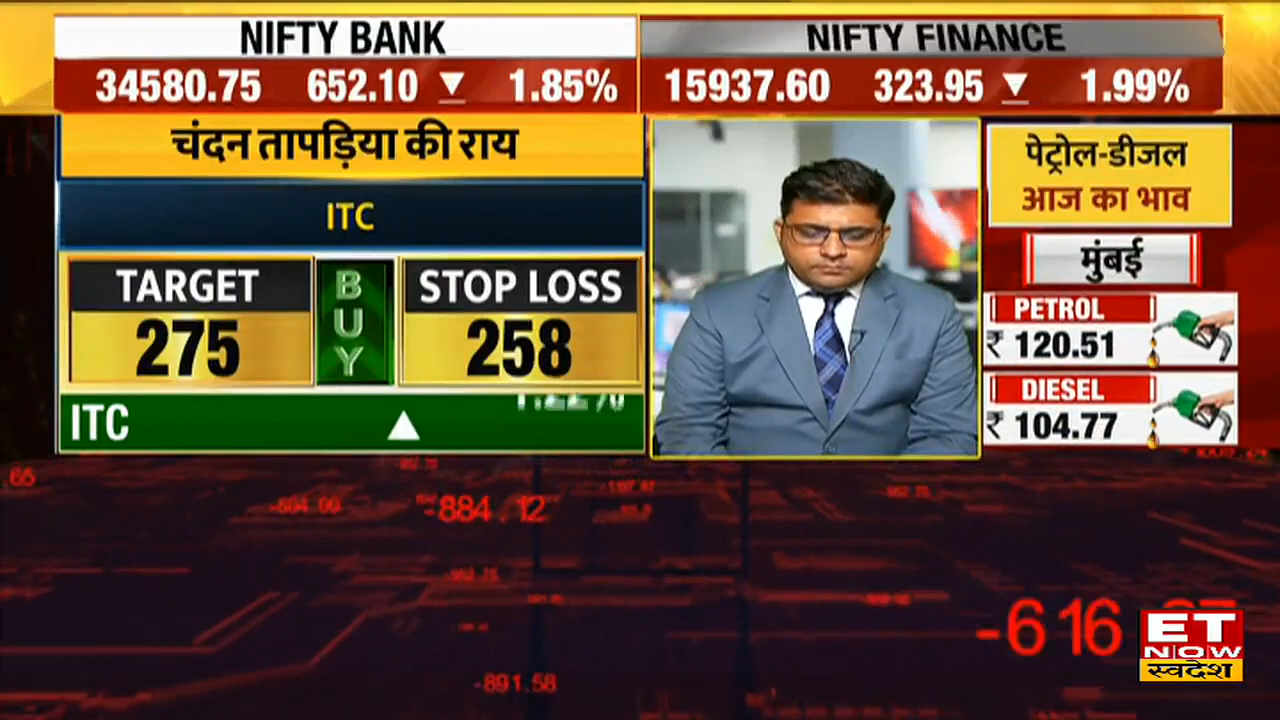 NIFTY BANK
34580.75 652.10 ▼ 1.85%
NIFTY FINANCE
15937.60 323.95 ▼ 1.99%
चंदन तापड़िया की राय
ITC
TARGET
275
BUY
STOP LOSS
258
ITC ▲
पेट्रोल-डीजल
आज का भाव
मुंबई
PETROL
₹ 120.51
DIESEL
₹ 104.77
65
-884.12
-616
-891.58
ET
NOW
स्वदेश